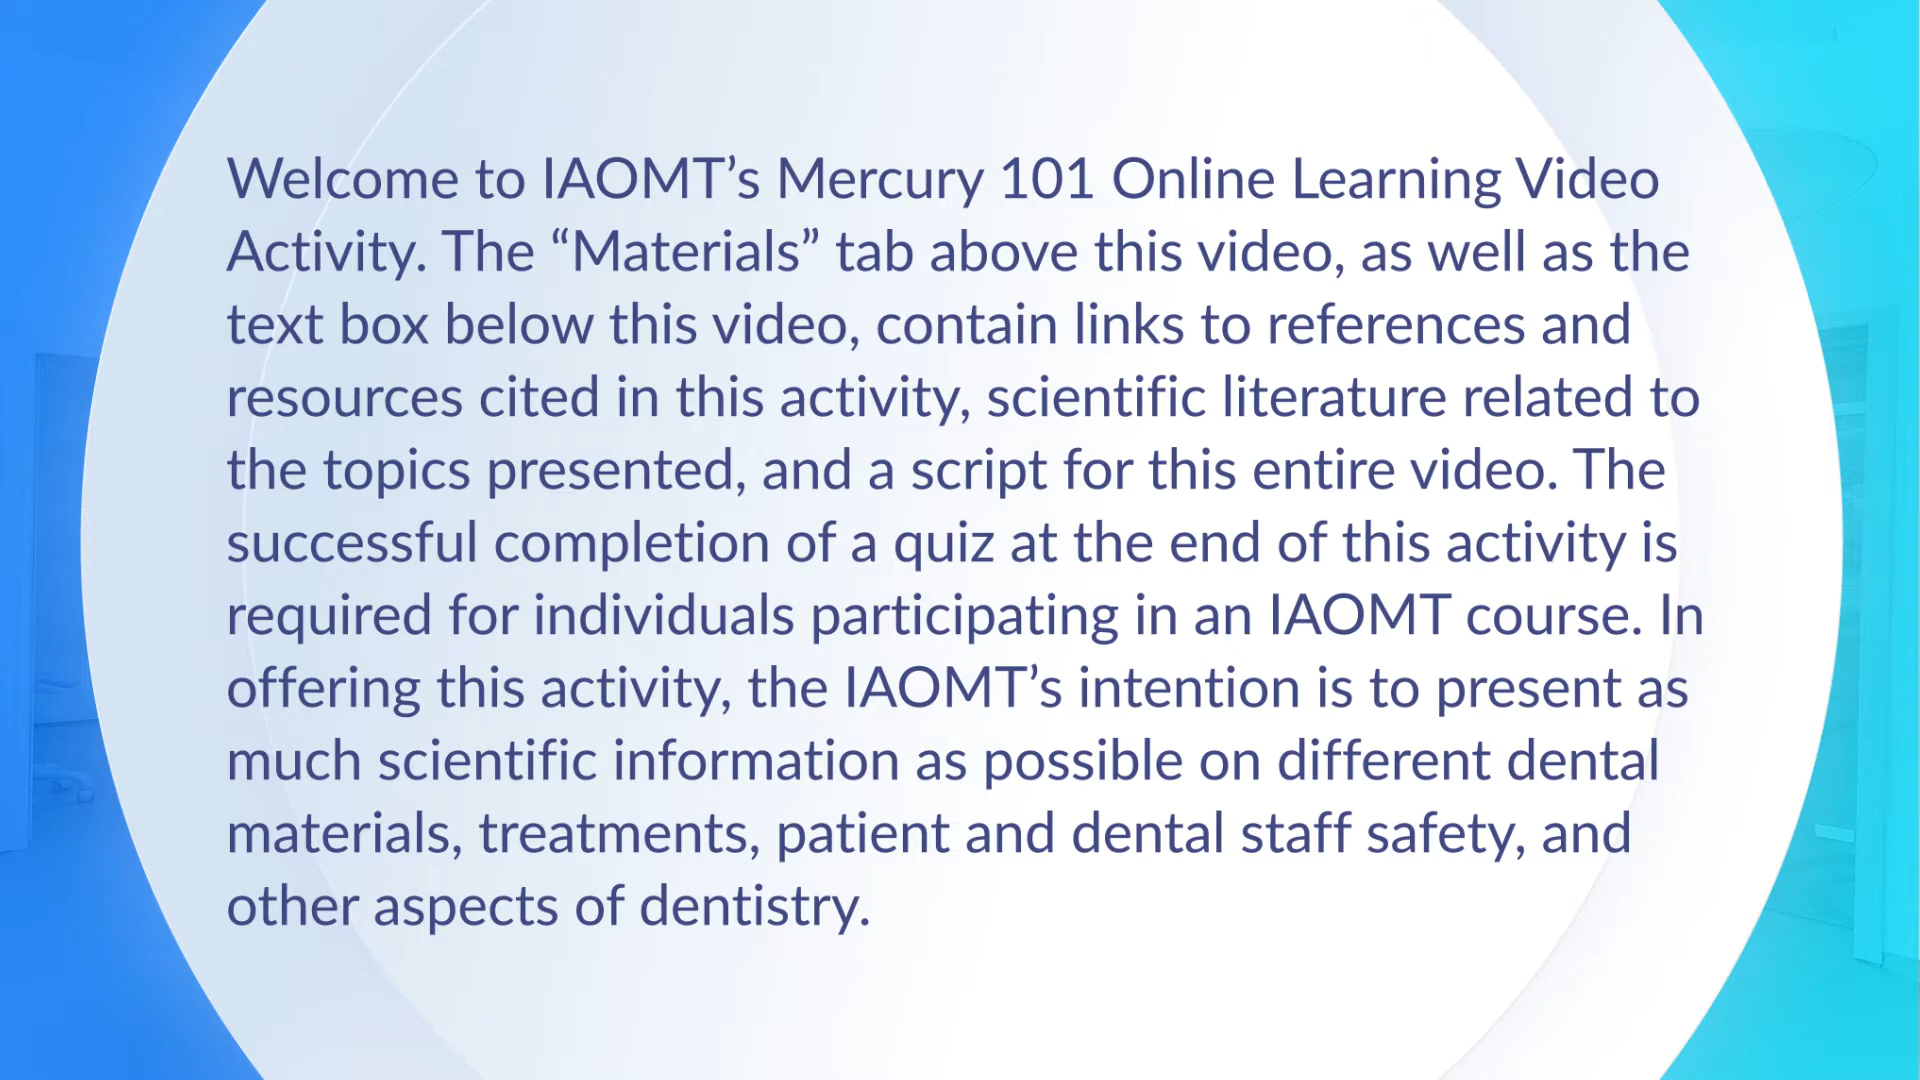 Welcome to IAOMT’s Mercury 101 Online Learning Video
Activity. The “Materials” tab above this video, as well as the
text box below this video, contain links to references and
resources cited in this activity, scientific literature related to
the topics presented, and a script for this entire video. The
successful completion of a quiz at the end of this activity is
required for individuals participating in an IAOMT course. In
offering this activity, the IAOMT’s intention is to present as
much scientific information as possible on different dental
materials, treatments, patient and dental staff safety, and
other aspects of dentistry.